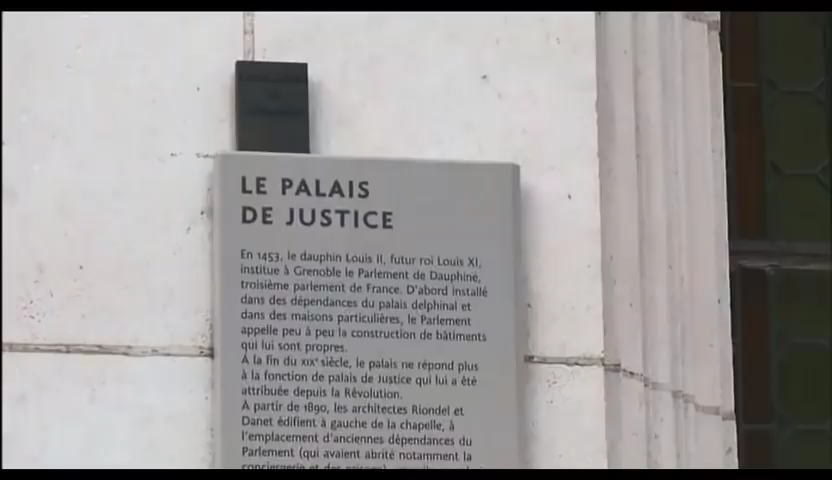 LE PALAIS
DE JUSTICE
En 1453, le dauphin Louis II, futur roi Louis XI,
institue à Grenoble le Parlement de Dauphiné,
troisième parlement de France. D'abord installé
dans des dépendances du palais delphinal et
dans des maisons particulières, le Parlement
appelle peu à peu la construction de bâtiments
qui lui sont propres.
À la fin du XIXe siècle, le palais ne répond plus
à la fonction de palais de Justice qui lui a été
attribuée depuis la Révolution.
À partir de 1890, les architectes Riondel et
Danet édifient à gauche de la chapelle, à
l'emplacement d'anciennes dépendances du
Parlement (qui avaient abrité notamment la
conciergerie et des